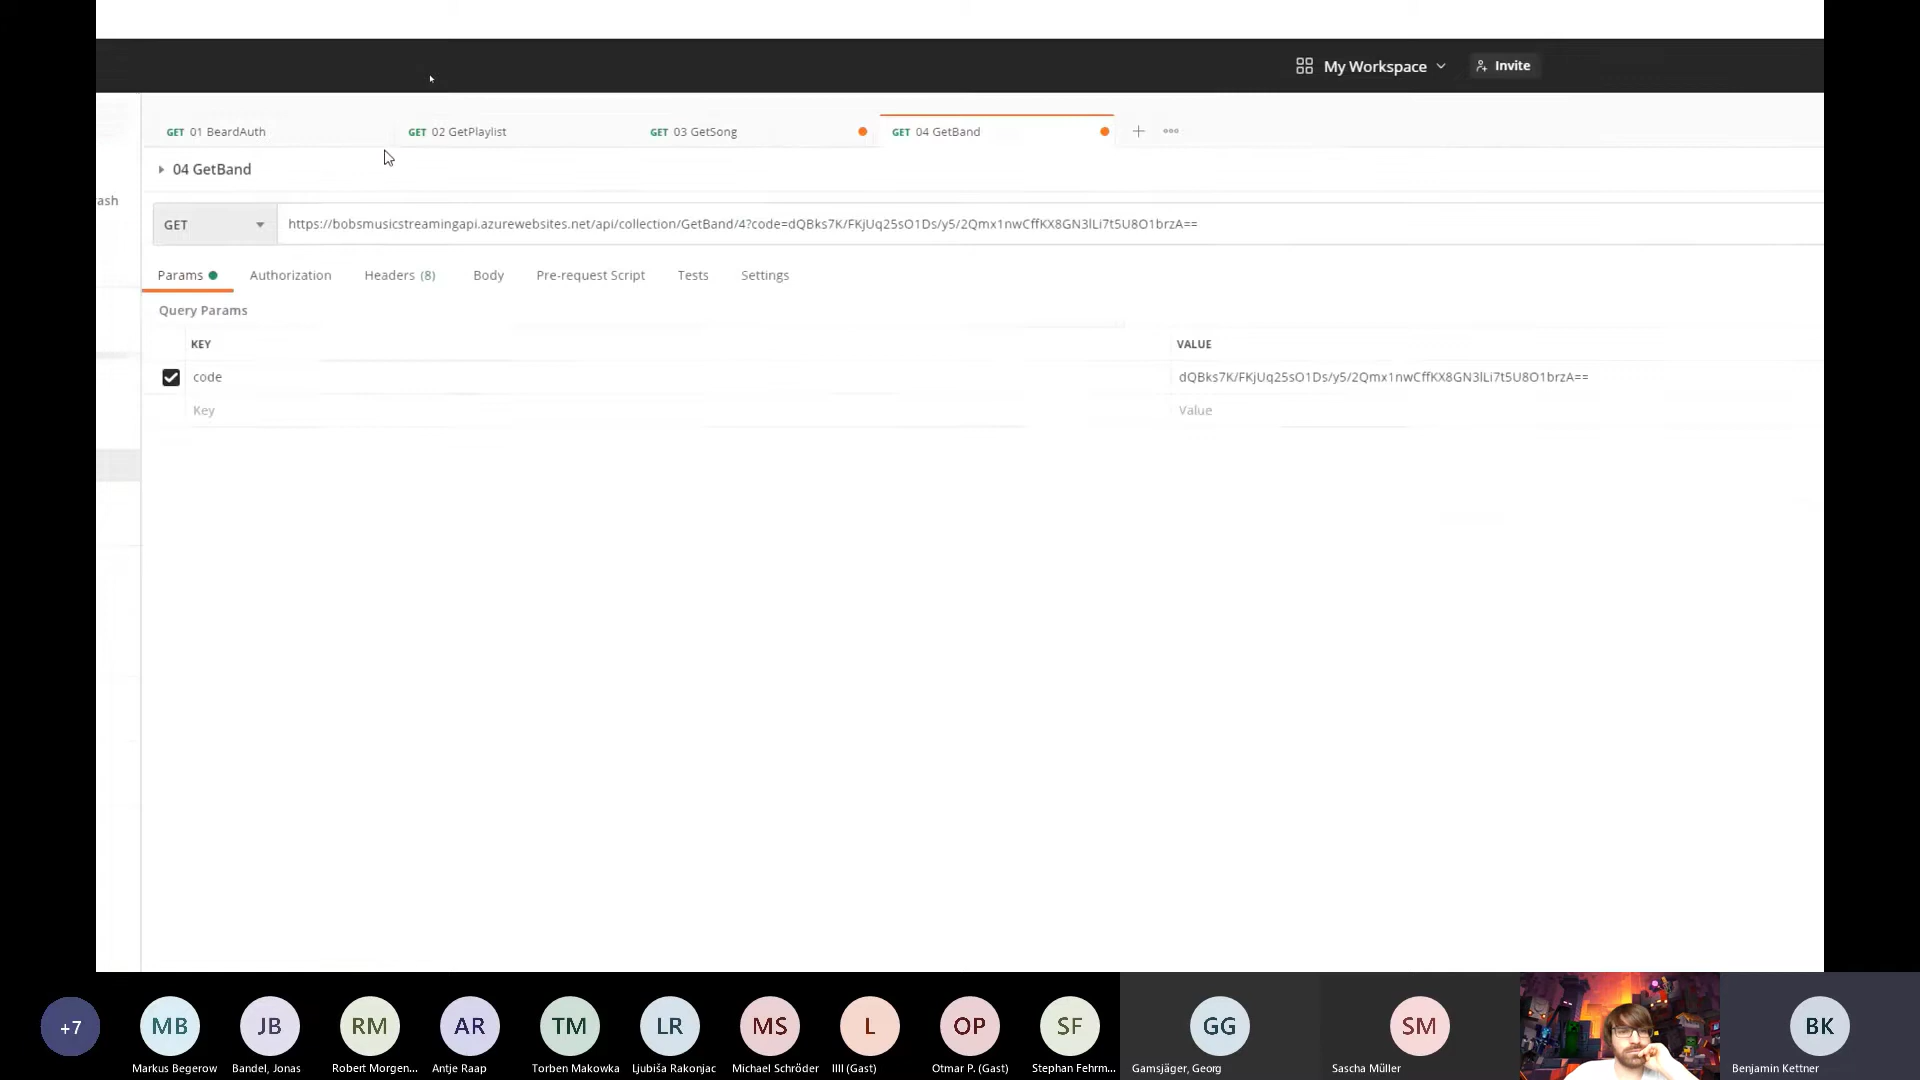 My Workspace
Invite
GET 01 BeardAuth
GET 02 GetPlaylist
GET 03 GetSong
GET 04 GetBand
04 GetBand
ash
GET
https://bobsmusicstreamingapi.azurewebsites.net/api/collection/GetBand/4?code=dQBks7K/FKjUq25sO1Ds/y5/2Qmx1nwCffKX8GN3lLi7t5U8O1brzA==
Params
Authorization
Headers (8)
Body
Pre-request Script
Tests
Settings
Query Params
KEY
VALUE
code
dQBks7K/FKjUq25sO1Ds/y5/2Qmx1nwCffKX8GN3lLi7t5U8O1brzA==
Key
Value
+7
MB
JB
RM
AR
TM
LR
MS
L
OP
SF
GG
SM
BK
Markus Begerow
Bandel, Jonas
Robert Morgen...
Antje Raap
Torben Makowka
Ljubiša Rakonjac
Michael Schröder
IIII (Gast)
Otmar P. (Gast)
Stephan Fehrm...
Gamsjäger, Georg
Sascha Müller
Benjamin Kettner